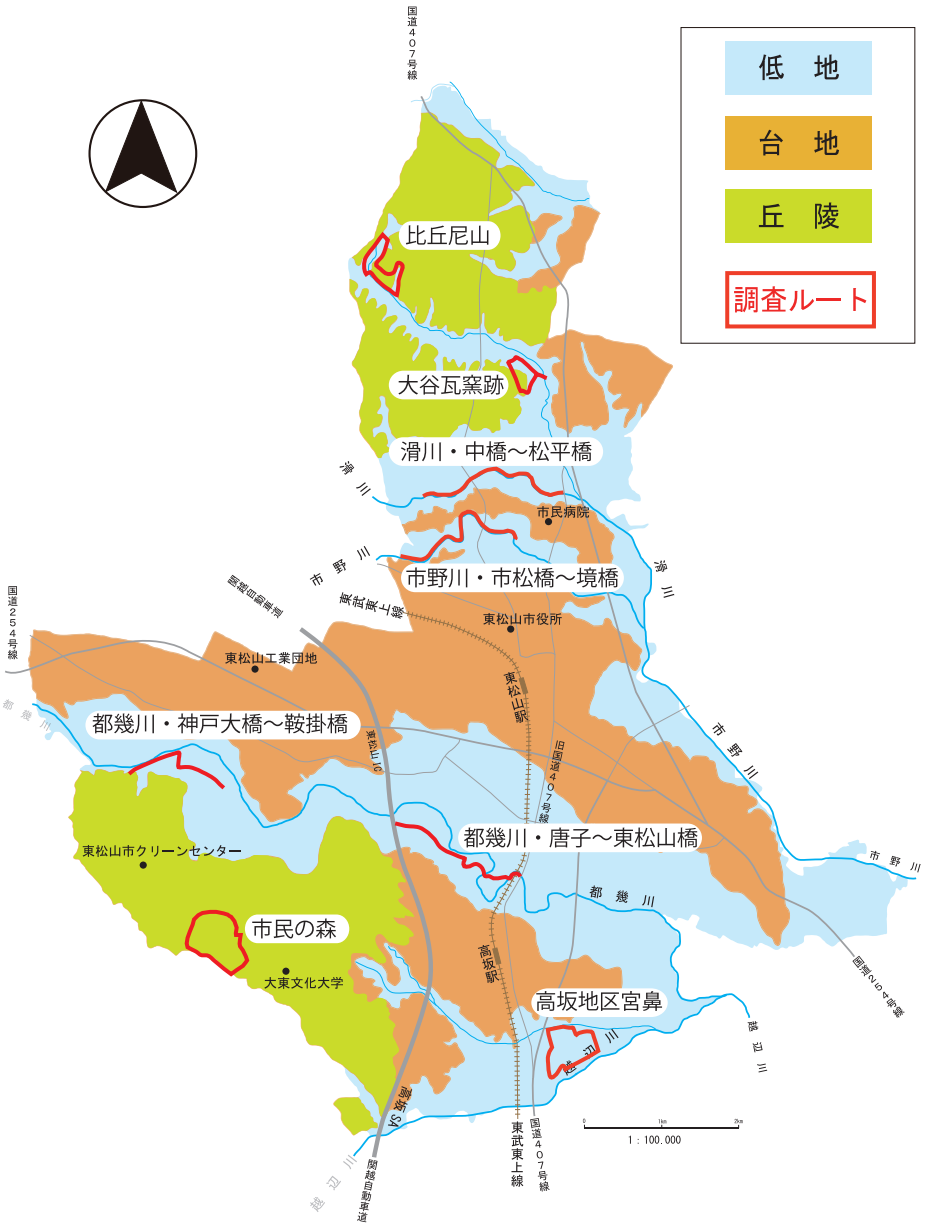 国道407号線
低 地
台 地
丘 陵
調査ルート
比丘尼山
大谷瓦窯跡
滑川・中橋～松平橋
滑 川
市民病院
市 野 川
市野川・市松橋～境橋
滑 川
関越自動車道
東武東上線
国道254号線
東松山市役所
東松山工業団地
東松山駅
都幾川
都幾川・神戸大橋～鞍掛橋
東松山IC
旧国道407号線
市 野 川
都幾川・唐子～東松山橋
東松山市クリーンセンター
市 野 川
都 幾 川
市民の森
高坂駅
大東文化大学
国道254号線
高坂地区宮鼻
越 辺 川
越 辺 川
高坂SA
0 1km 2km
1：100,000
東武東上線
国道407号線
越 辺 川
関越自動車道